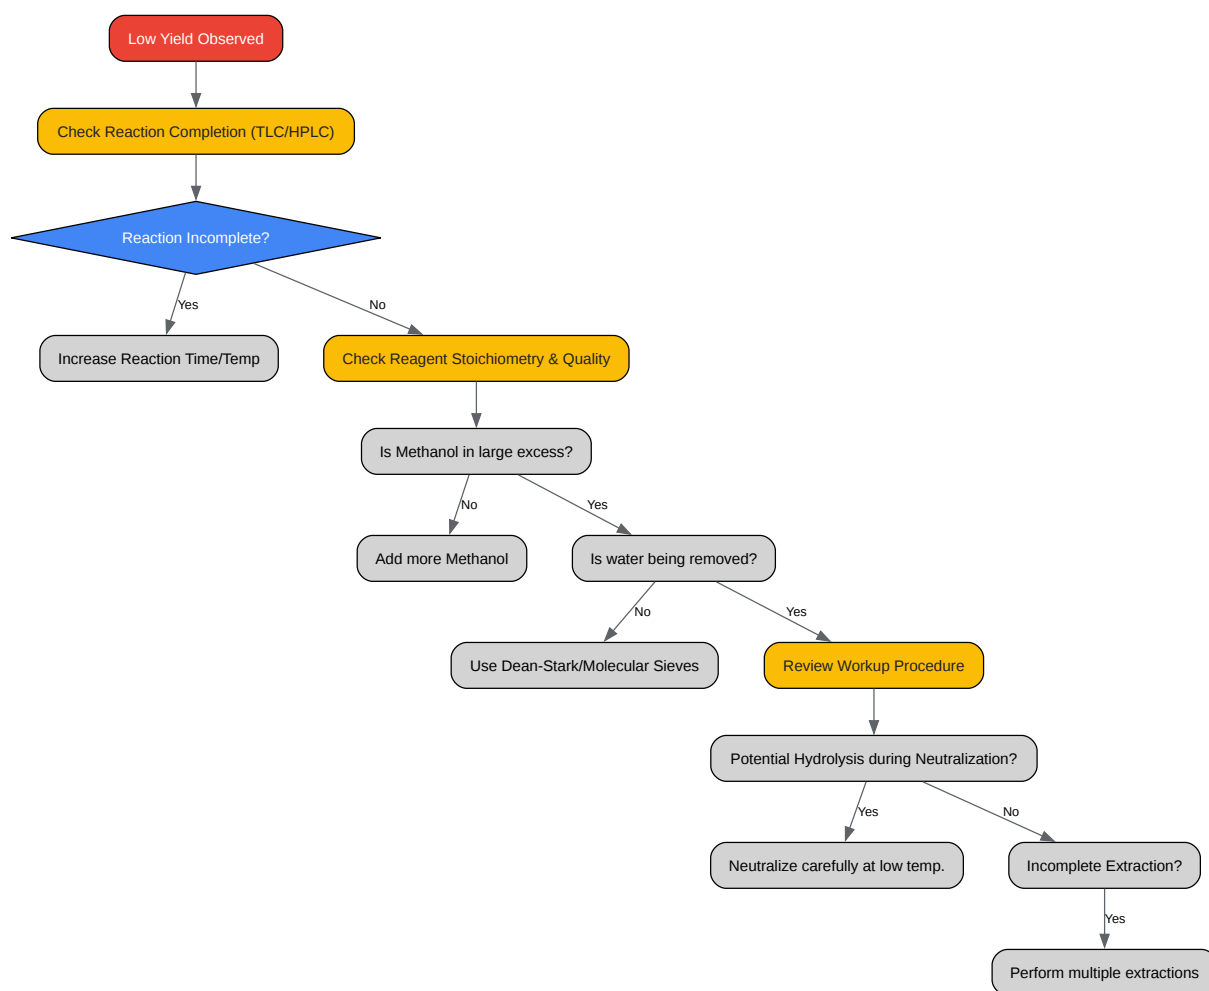 Low Yield Observed
Check Reaction Completion (TLC/HPLC)
Reaction Incomplete?
Yes
No
Increase Reaction Time/Temp
Check Reagent Stoichiometry & Quality
Is Methanol in large excess?
No
Yes
Add more Methanol
Is water being removed?
No
Yes
Use Dean-Stark/Molecular Sieves
Review Workup Procedure
Potential Hydrolysis during Neutralization?
Yes
No
Neutralize carefully at low temp.
Incomplete Extraction?
Yes
Perform multiple extractions